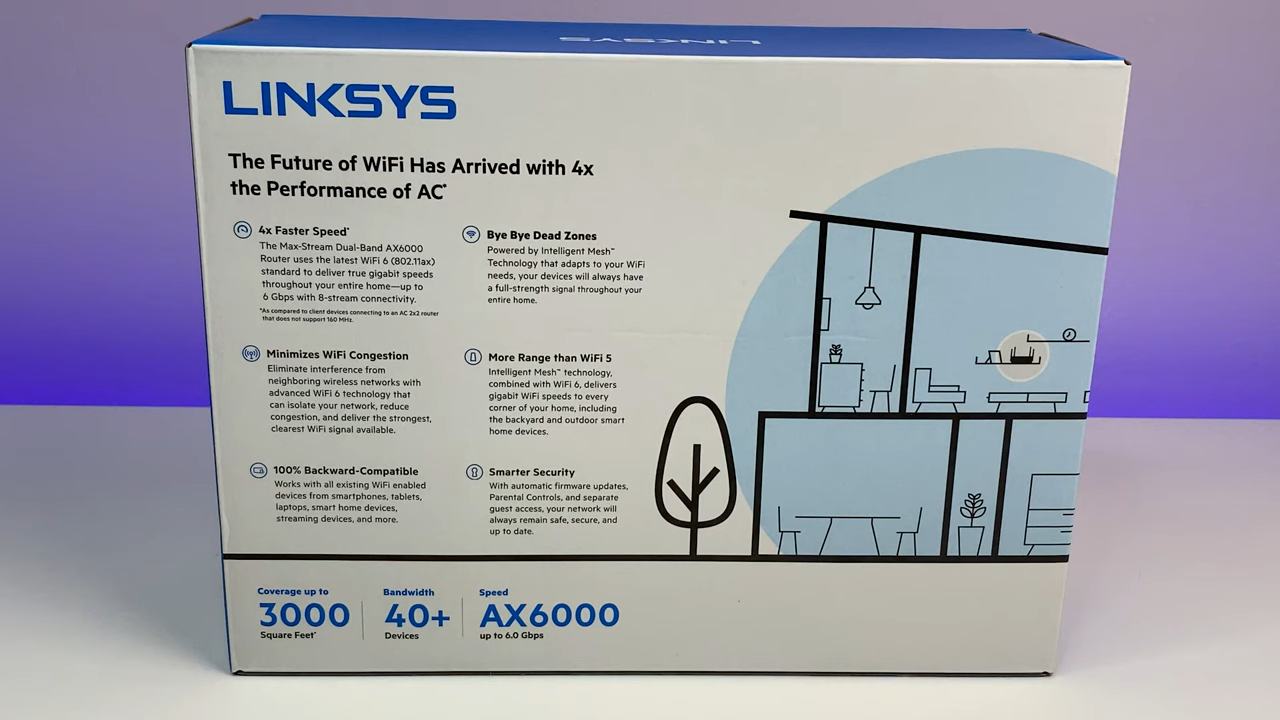 LINKSYS
LINKSYS
The Future of WiFi Has Arrived with 4x
the Performance of AC*
4x Faster Speed*
The Max-Stream Dual-Band AX6000
Router uses the latest WiFi 6 (802.11ax)
standard to deliver true gigabit speeds
throughout your entire home—up to
6 Gbps with 8-stream connectivity.
*As compared to client devices connecting to an AC 2x2 router
that does not support 160 MHz.
Bye Bye Dead Zones
Powered by Intelligent Mesh™
Technology that adapts to your WiFi
needs, your devices will always have
a full-strength signal throughout your
entire home.
Minimizes WiFi Congestion
Eliminate interference from
neighboring wireless networks with
advanced WiFi 6 technology that
can isolate your network, reduce
congestion, and deliver the strongest,
clearest WiFi signal available.
More Range than WiFi 5
Intelligent Mesh™ technology,
combined with WiFi 6, delivers
gigabit WiFi speeds to every
corner of your home, including
the backyard and outdoor smart
home devices.
100% Backward-Compatible
Works with all existing WiFi enabled
devices from smartphones, tablets,
laptops, smart home devices,
streaming devices, and more.
Smarter Security
With automatic firmware updates,
Parental Controls, and separate
guest access, your network will
always remain safe, secure, and
up to date.
Coverage up to
3000
Square Feet*
Bandwidth
40+
Devices
Speed
AX6000
up to 6.0 Gbps